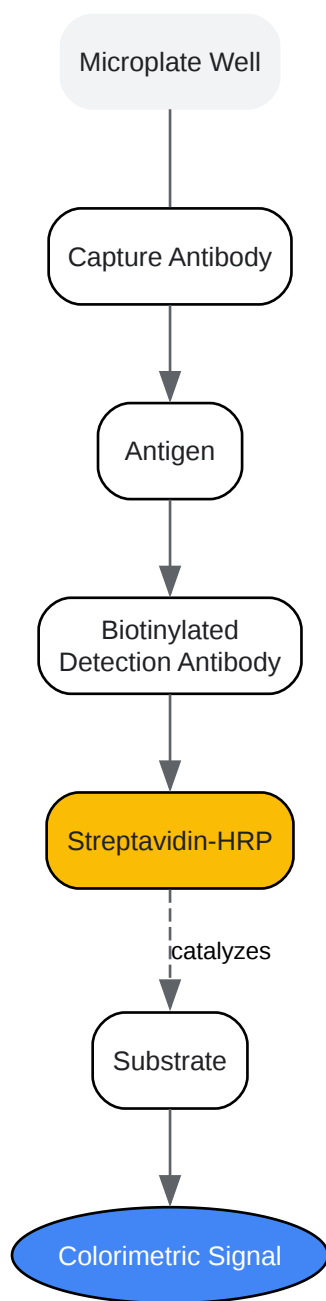 Microplate Well
Capture Antibody
Antigen
Biotinylated
Detection Antibody
Streptavidin-HRP
catalyzes
Substrate
Colorimetric Signal